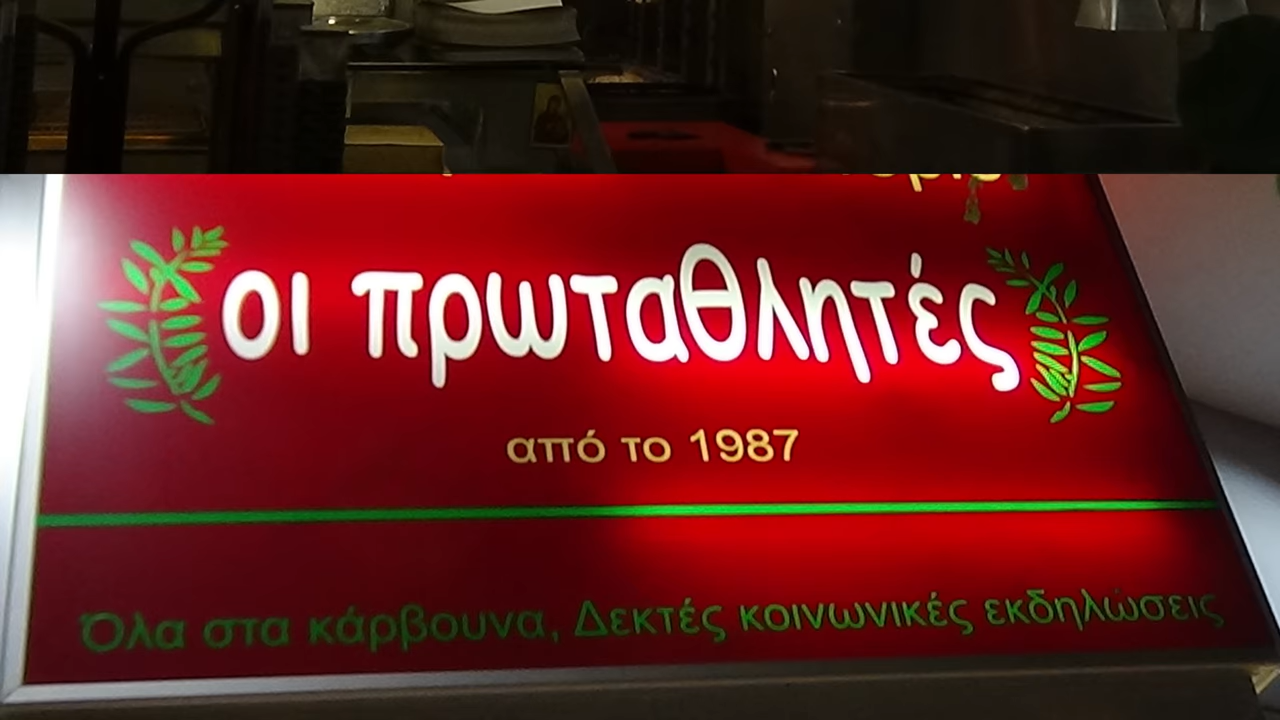 οι πρωταθλητές
από το 1987
Όλα στα κάρβουνα, Δεκτές κοινωνικές εκδηλώσεις